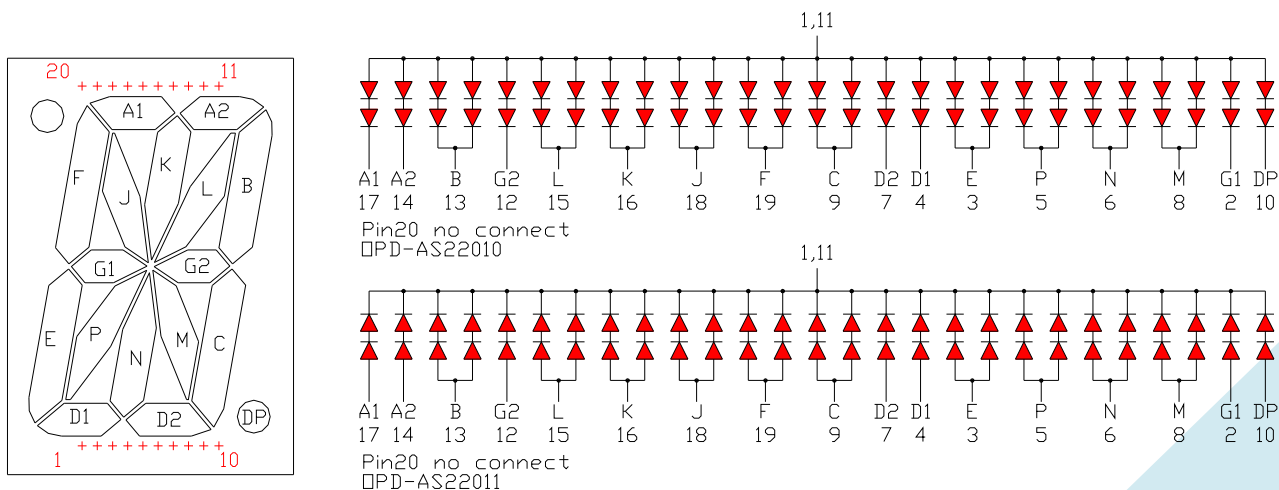 20 11
A1 A2
F K B
J L
G1 G2
E P M C
N
D1 D2 DP
1 10
1,11
A1 A2 B G2 L K J F C D2 D1 E P N M G1 DP
17 14 13 12 15 16 18 19 9 7 4 3 5 6 8 2 10
Pin20 no connect
OPD-AS22010
1,11
A1 A2 B G2 L K J F C D2 D1 E P N M G1 DP
17 14 13 12 15 16 18 19 9 7 4 3 5 6 8 2 10
Pin20 no connect
OPD-AS22011